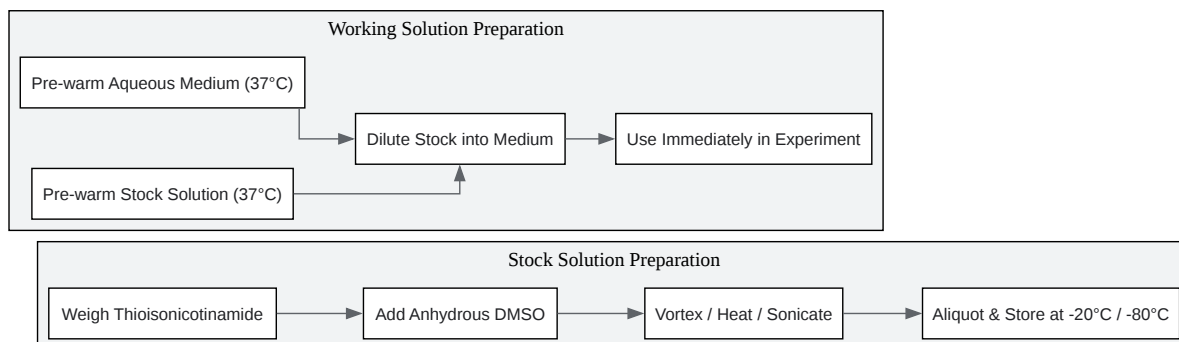 Working Solution Preparation
Pre-warm Aqueous Medium (37°C)
Dilute Stock into Medium
Use Immediately in Experiment
Pre-warm Stock Solution (37°C)
Stock Solution Preparation
Weigh Thioisonicotinamide
Add Anhydrous DMSO
Vortex / Heat / Sonicate
Aliquot & Store at -20°C / -80°C